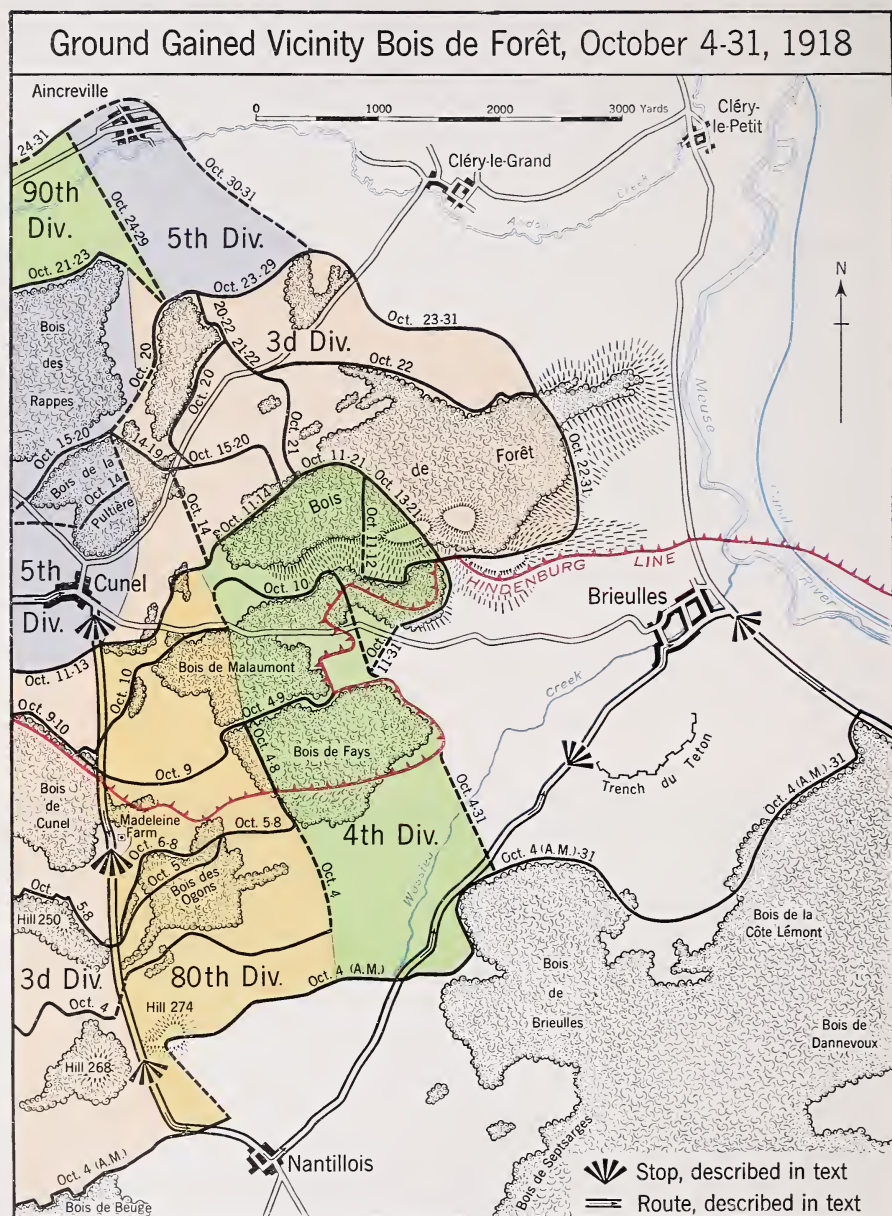 Ground Gained Vicinity Bois de Forêt, October 4-31, 1918
Aincreville
0 1000 2000 3000 Yards
Cléry-
le-Petit
Cléry-le-Grand
Andon
Creek
24-31
90th
Div.
Oct. 24-29
Oct. 30-31
5th Div.
Oct. 21-23
Oct. 23-29
N
Bois
des
Rappes
Oct. 20
20-22
21-22
3d Div.
Oct. 23-31
Oct. 20
Oct. 22
Meuse
Oct. 15-20
14-19
Oct. 15-20
Oct. 21
de
Forêt
Oct. 22-31
Bois de la
Pultière
Oct. 14
Oct. 14
Oct. 11-14
Oct. 11-21
Oct. 13-21
Bois
Oct. 11-12
Canal
River
5th
Div.
Cunel
Oct. 10
HINDENBURG LINE
Brieulles
Oct.
11-31
Oct. 11-13
Oct. 10
Bois de Malaumont
Creek
Oct. 9-10
Oct. 4-9
Bois de Fays
Oct. 4-8
Oct. 9
Trench du Téton
Bois
de
Cunel
Madeleine
Farm
Oct. 6-8
Oct. 5-8
Oct. 5
4th Div.
Oct. 4-31
Oct. 4 (A.M.)-31
Oct. 4 (A.M.)-31
Bois des
Ogons
Oct. 4
Wassieu
Oct. 5-8
Hill 250
3d Div.
Oct. 4
80th Div.
Oct. 4 (A.M.)
Hill 274
Bois de la
Côte Lémont
Bois
de
Brieulles
Bois de
Dannevoux
Hill 268
Oct. 4 (A.M.)
Nantillois
Bois de Beuge
Bois de Septsarges
Stop, described in text
Route, described in text